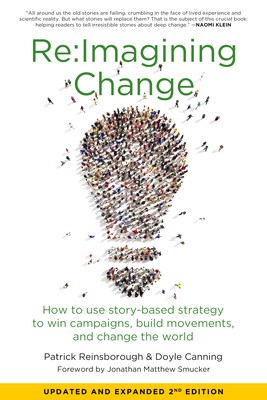 "All around us the old stories are failing, crumbling in the face of lived experience and
scientific reality. But what stories will replace them? That is the subject of this crucial book:
helping readers to tell irresistible stories about deep change." —NAOMI KLEIN
Re:Imagining
Change
How to use story-based strategy
to win campaigns, build movements,
and change the world
Patrick Reinsborough & Doyle Canning
Foreword by Jonathan Matthew Smucker
UPDATED AND EXPANDED 2ND EDITION